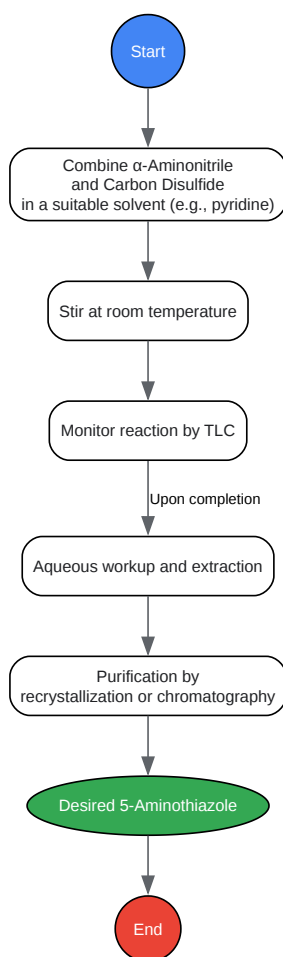 Start
Combine α-Aminonitrile
and Carbon Disulfide
in a suitable solvent (e.g., pyridine)
Stir at room temperature
Monitor reaction by TLC
Upon completion
Aqueous workup and extraction
Purification by
recrystallization or chromatography
Desired 5-Aminothiazole
End